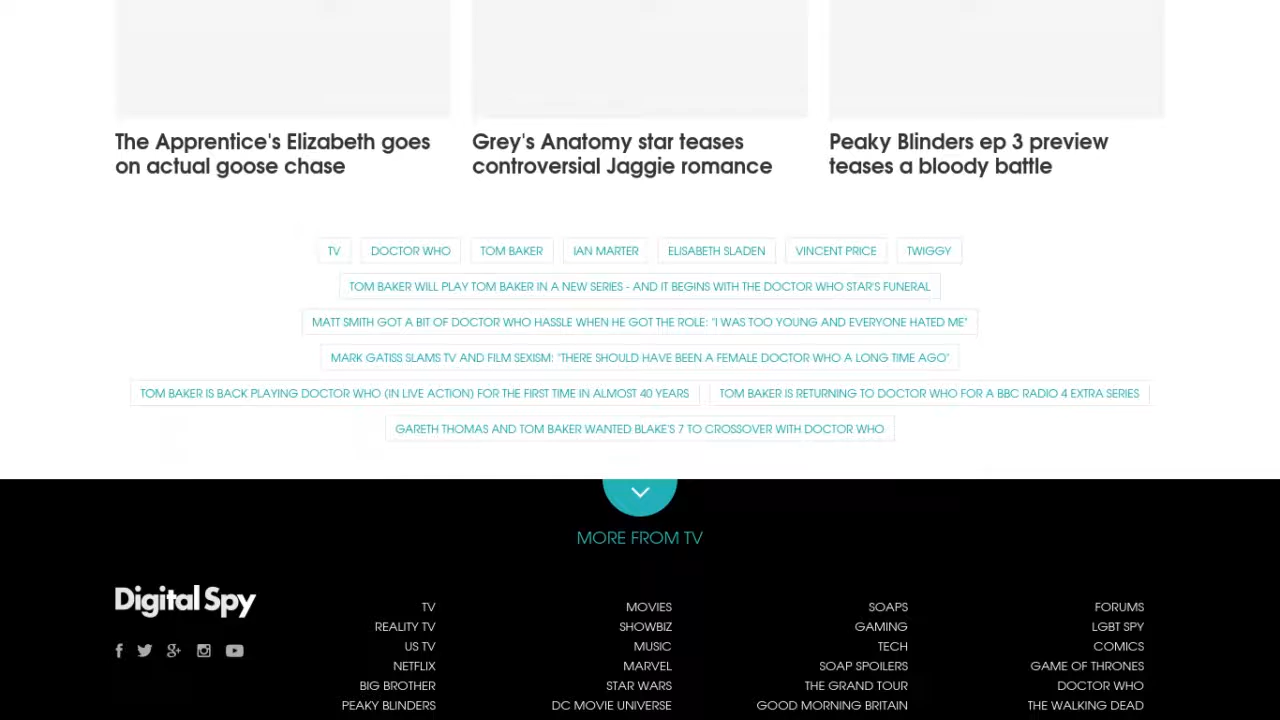 The Apprentice's Elizabeth goes
on actual goose chase
Grey's Anatomy star teases
controversial Jaggie romance
Peaky Blinders ep 3 preview
teases a bloody battle
TV DOCTOR WHO TOM BAKER IAN MARTER ELISABETH SLADEN VINCENT PRICE TWIGGY
TOM BAKER WILL PLAY TOM BAKER IN A NEW SERIES - AND IT BEGINS WITH THE DOCTOR WHO STAR'S FUNERAL
MATT SMITH GOT A BIT OF DOCTOR WHO HASSLE WHEN HE GOT THE ROLE: "I WAS TOO YOUNG AND EVERYONE HATED ME"
MARK GATISS SLAMS TV AND FILM SEXISM: "THERE SHOULD HAVE BEEN A FEMALE DOCTOR WHO A LONG TIME AGO"
TOM BAKER IS BACK PLAYING DOCTOR WHO (IN LIVE ACTION) FOR THE FIRST TIME IN ALMOST 40 YEARS TOM BAKER IS RETURNING TO DOCTOR WHO FOR A BBC RADIO 4 EXTRA SERIES
GARETH THOMAS AND TOM BAKER WANTED BLAKE'S 7 TO CROSSOVER WITH DOCTOR WHO
MORE FROM TV
Digital Spy
TV MOVIES SOAPS FORUMS
REALITY TV SHOWBIZ GAMING LGBT SPY
US TV MUSIC TECH COMICS
NETFLIX MARVEL SOAP SPOILERS GAME OF THRONES
BIG BROTHER STAR WARS THE GRAND TOUR DOCTOR WHO
PEAKY BLINDERS DC MOVIE UNIVERSE GOOD MORNING BRITAIN THE WALKING DEAD